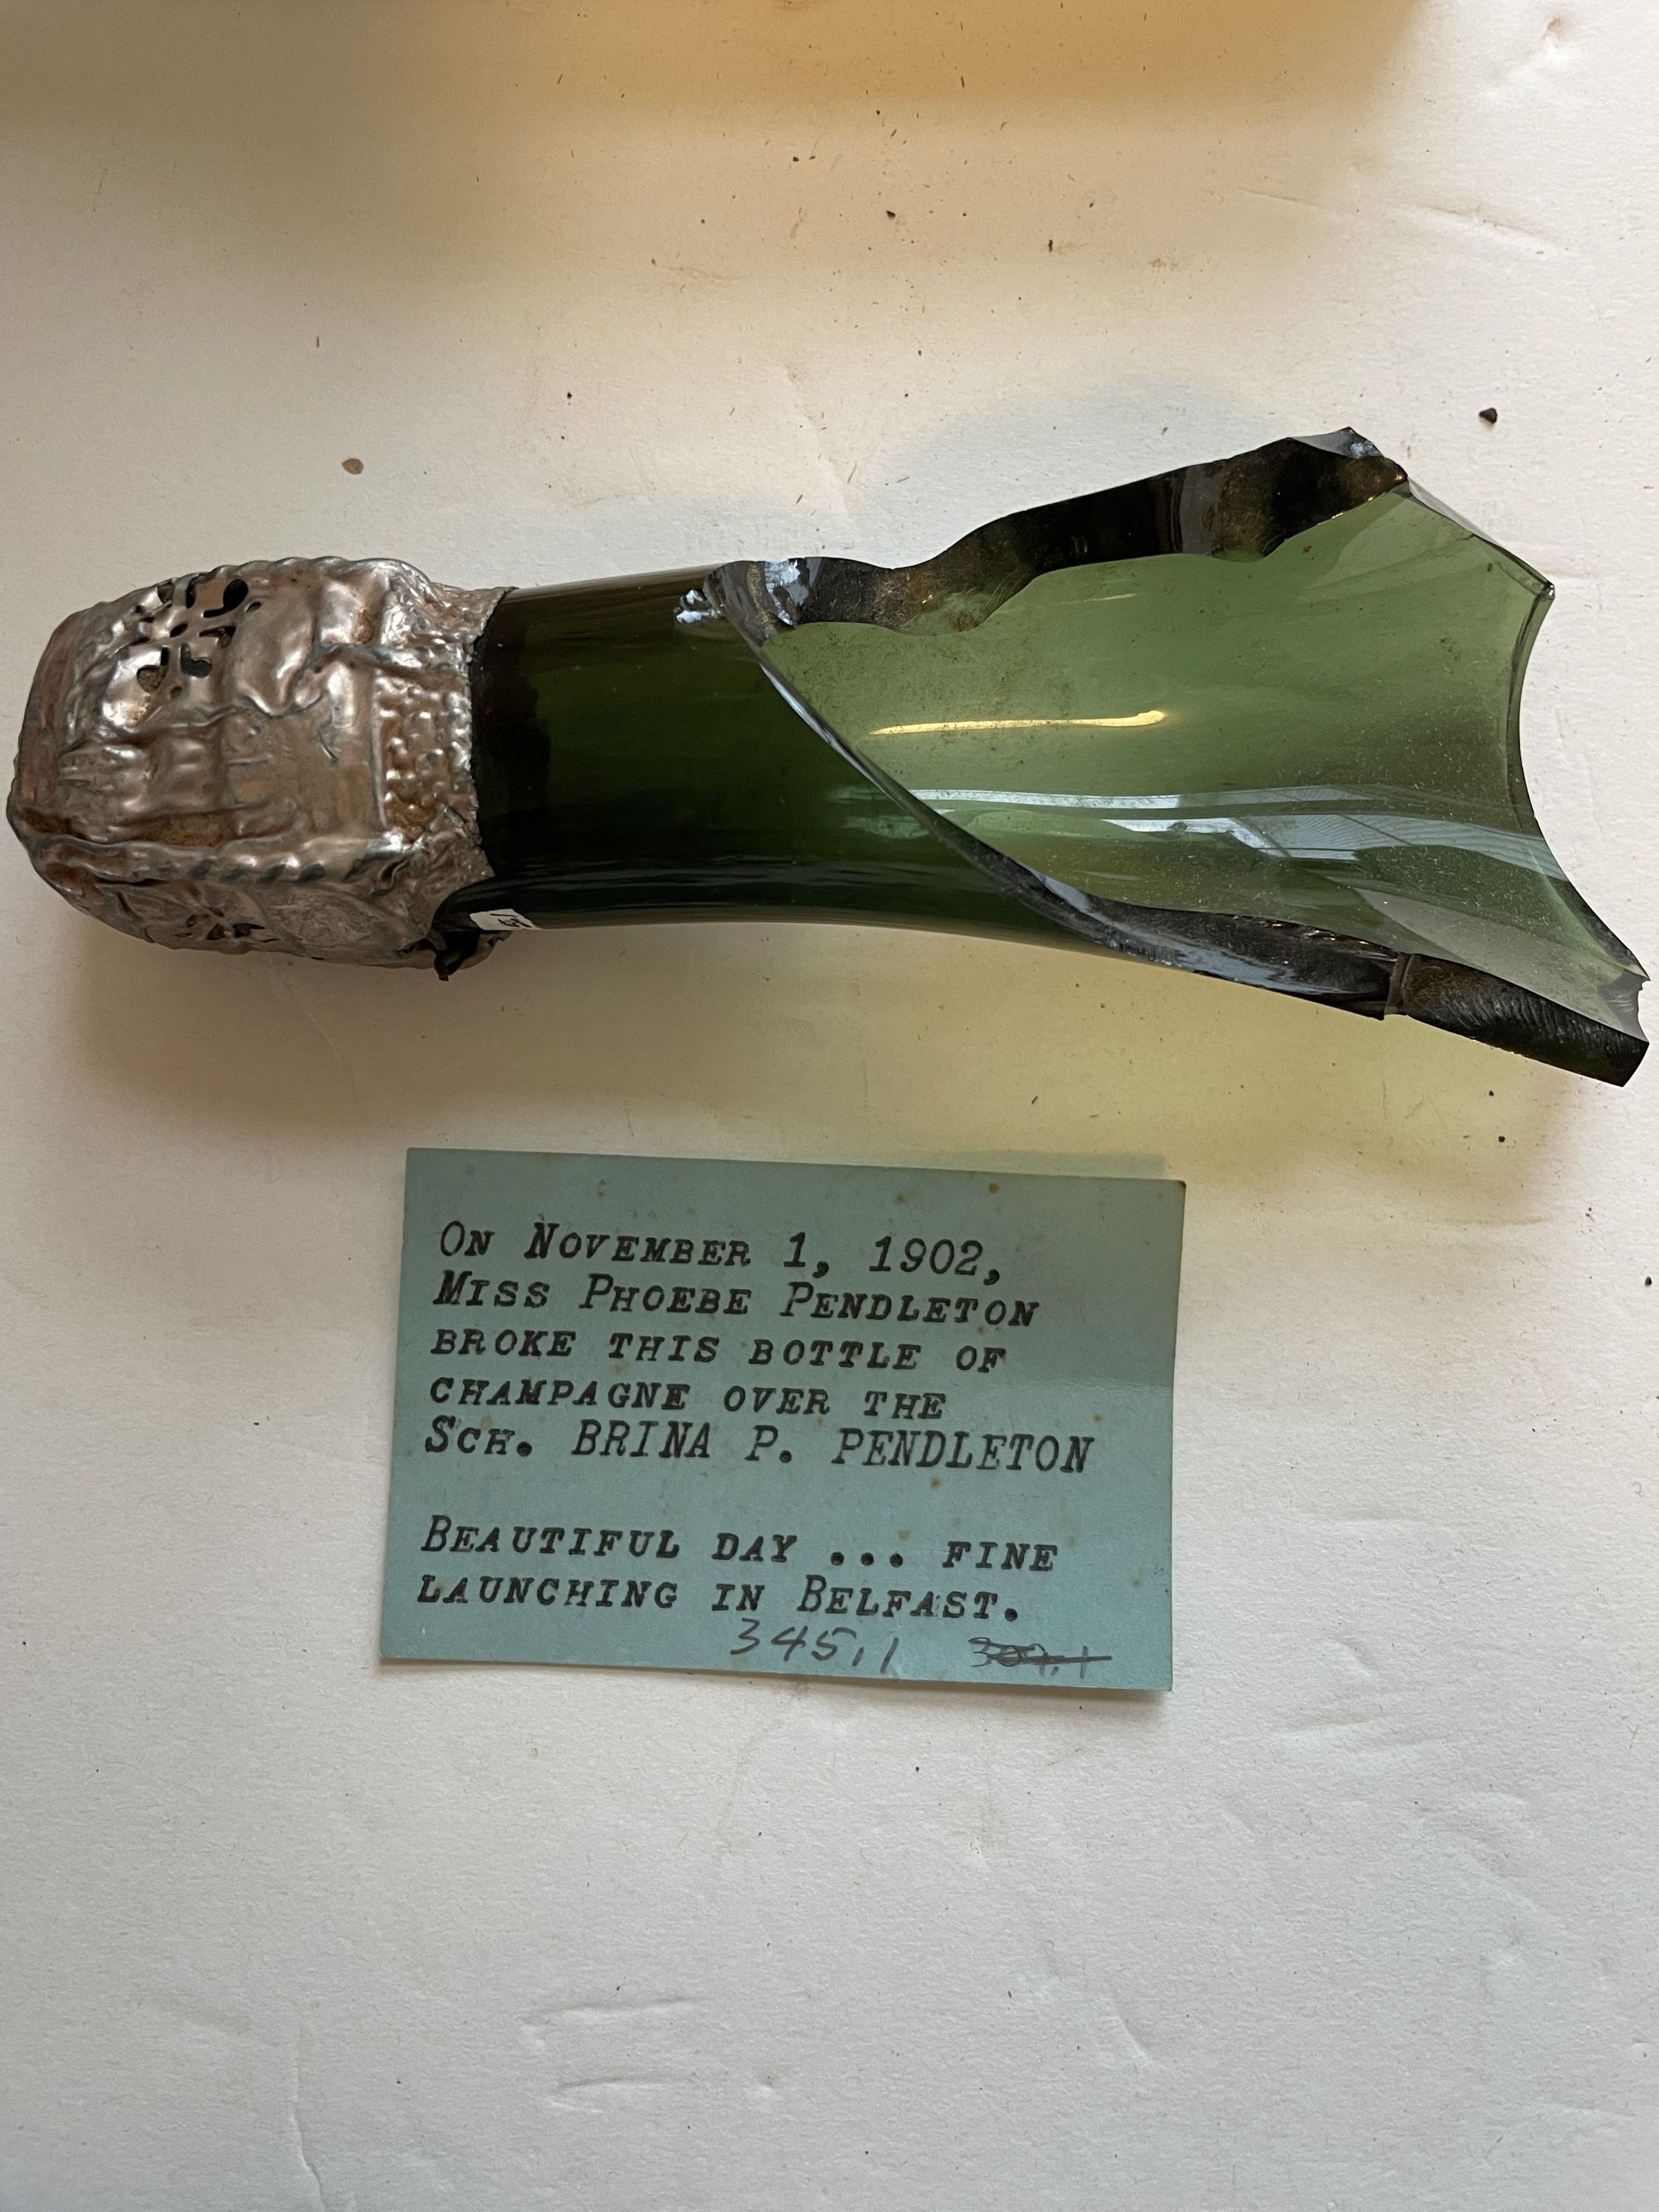 On November 1, 1902,
Miss Phoebe Pendleton
broke this bottle of
champagne over the
Sch. BRINA P. PENDLETON
Beautiful day ... fine
launching in Belfast.
345.1